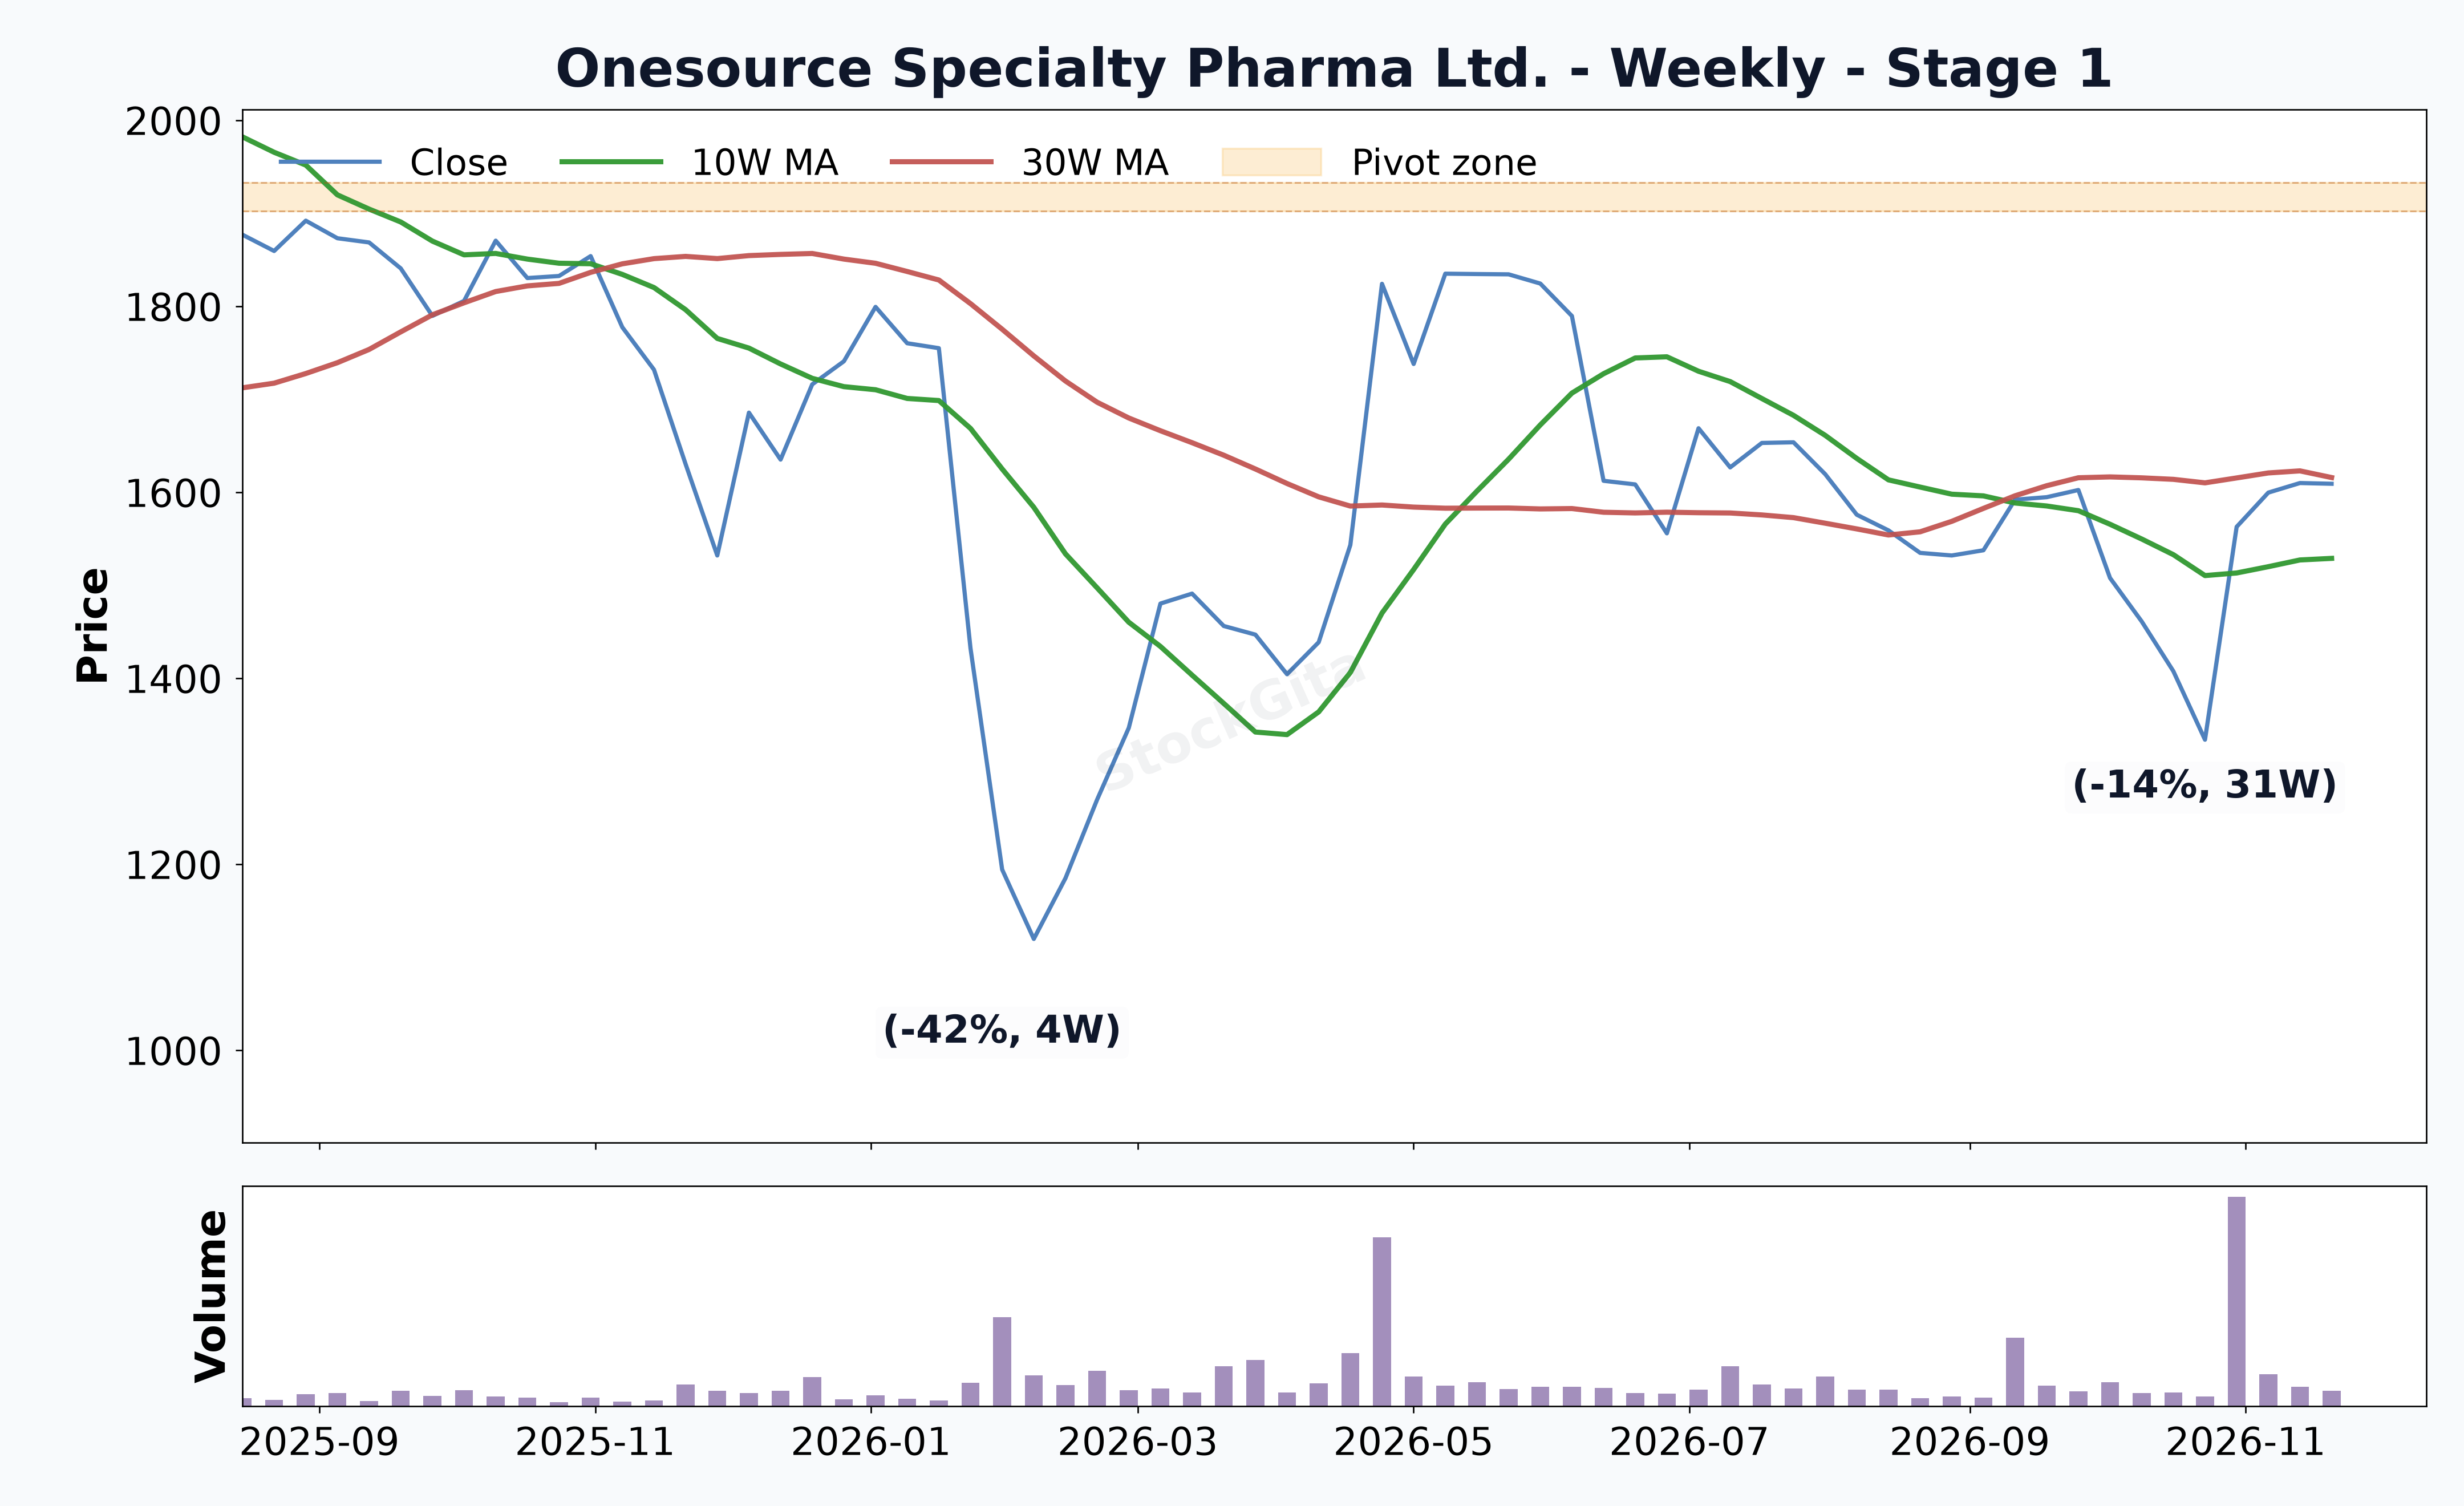 Onesource Specialty Pharma Ltd. - Weekly - Stage 1
Close 10W MA 30W MA Pivot zone
Price
2000
1800
1600
1400
1200
1000
StockGita
(-42%, 4W)
(-14%, 31W)
Volume
2025-09 2025-11 2026-01 2026-03 2026-05 2026-07 2026-09 2026-11